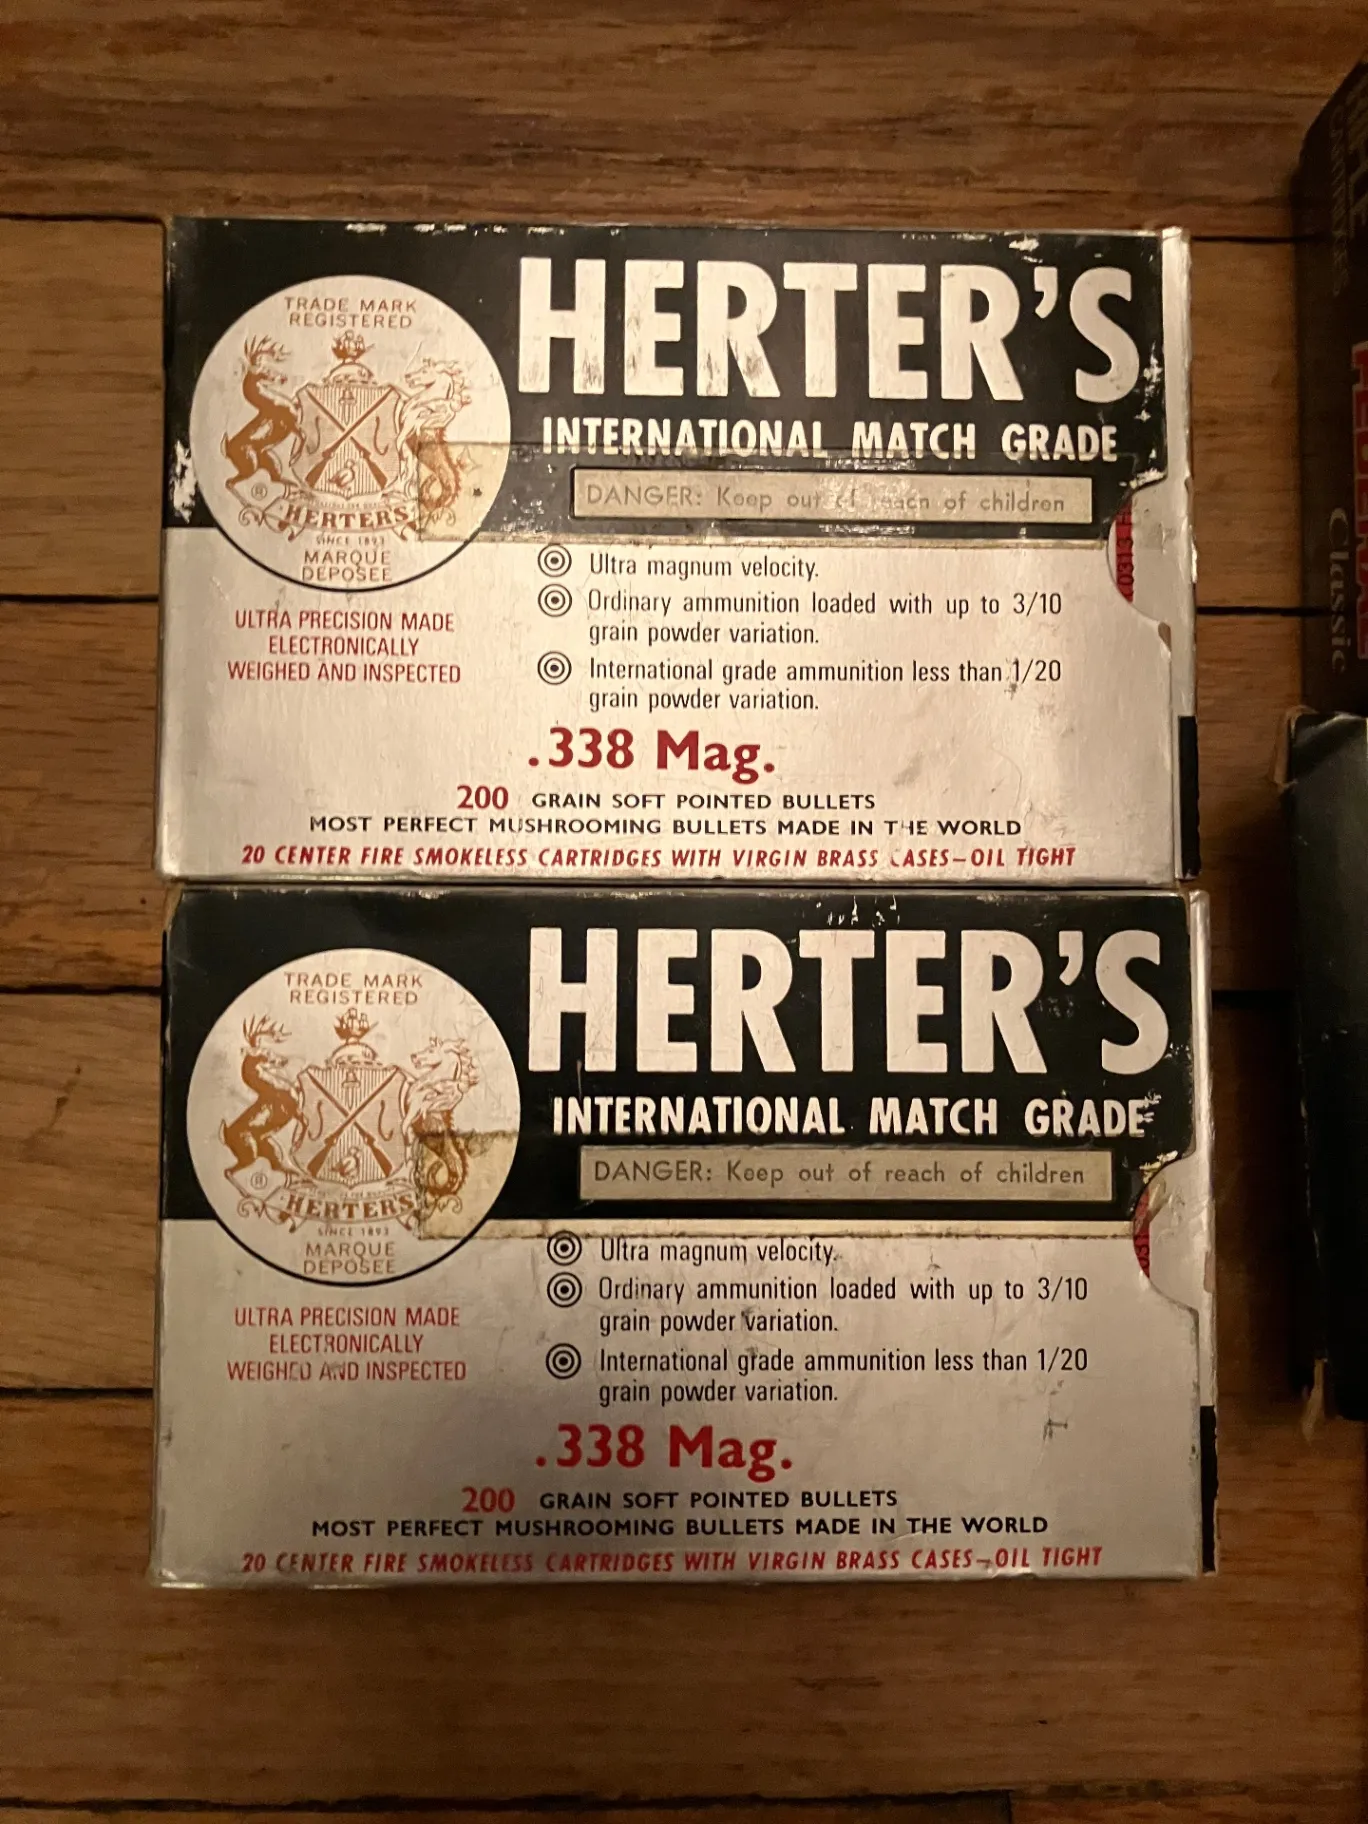 TRADE MARK
REGISTERED
HERTER'S
INTERNATIONAL MATCH GRADE
DANGER: Keep out of reach of children
®
HERTERS
SINCE 1893
MARQUE
DEPOSEE
ULTRA PRECISION MADE
ELECTRONICALLY
WEIGHED AND INSPECTED
Ultra magnum velocity.
Ordinary ammunition loaded with up to 3/10
grain powder variation.
International grade ammunition less than 1/20
grain powder variation.
.338 Mag.
200 GRAIN SOFT POINTED BULLETS
MOST PERFECT MUSHROOMING BULLETS MADE IN THE WORLD
20 CENTER FIRE SMOKELESS CARTRIDGES WITH VIRGIN BRASS CASES—OIL TIGHT
TRADE MARK
REGISTERED
HERTER'S
INTERNATIONAL MATCH GRADE
DANGER: Keep out of reach of children
®
HERTERS
SINCE 1893
MARQUE
DEPOSEE
ULTRA PRECISION MADE
ELECTRONICALLY
WEIGHED AND INSPECTED
Ultra magnum velocity.
Ordinary ammunition loaded with up to 3/10
grain powder variation.
International grade ammunition less than 1/20
grain powder variation.
.338 Mag.
200 GRAIN SOFT POINTED BULLETS
MOST PERFECT MUSHROOMING BULLETS MADE IN THE WORLD
20 CENTER FIRE SMOKELESS CARTRIDGES WITH VIRGIN BRASS CASES—OIL TIGHT
Classic